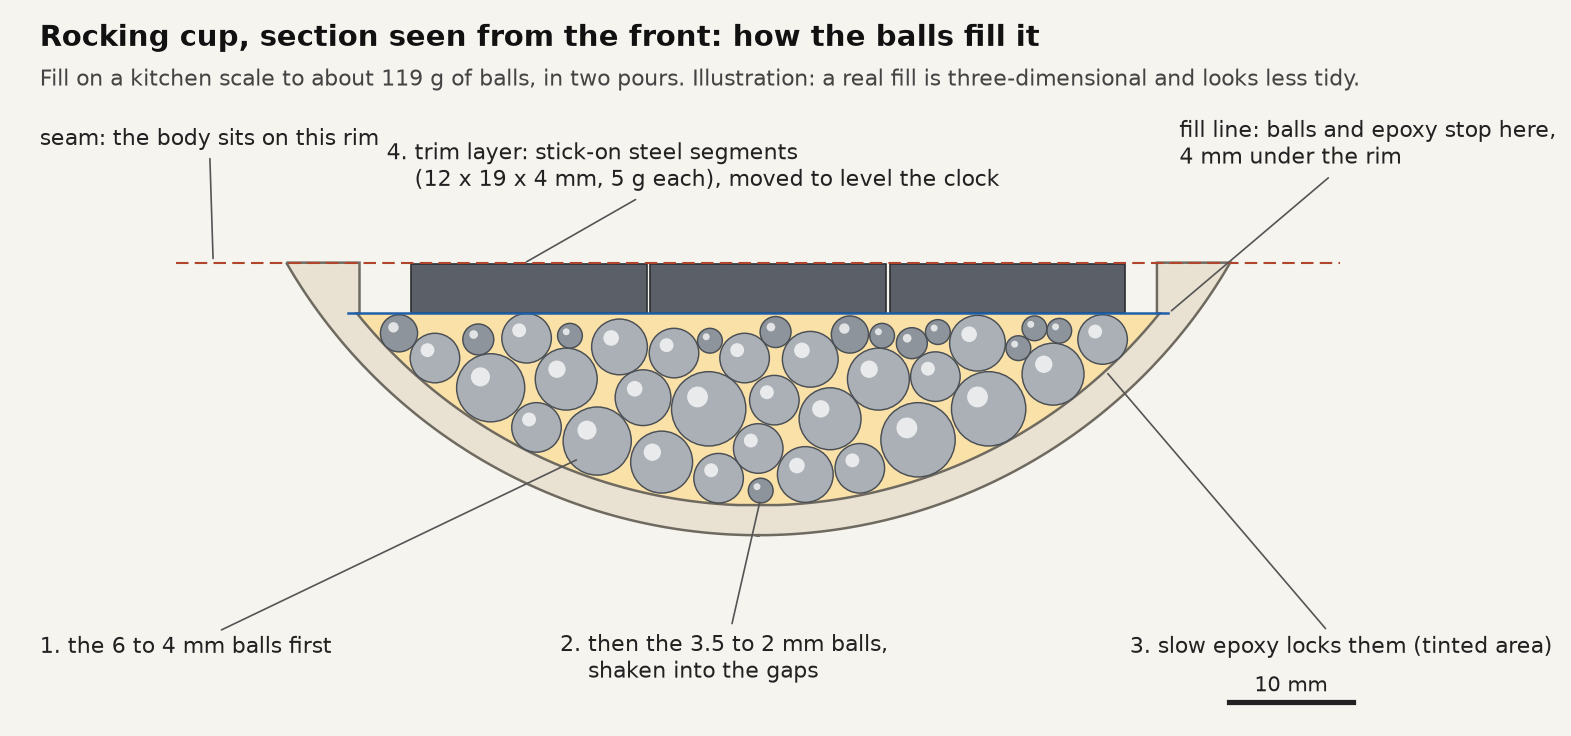 Rocking cup, section seen from the front: how the balls fill it
Fill on a kitchen scale to about 119 g of balls, in two pours. Illustration: a real fill is three-dimensional and looks less tidy.
seam: the body sits on this rim
4. trim layer: stick-on steel segments
(12 x 19 x 4 mm, 5 g each), moved to level the clock
fill line: balls and epoxy stop here,
4 mm under the rim
1. the 6 to 4 mm balls first
2. then the 3.5 to 2 mm balls,
shaken into the gaps
3. slow epoxy locks them (tinted area)
10 mm